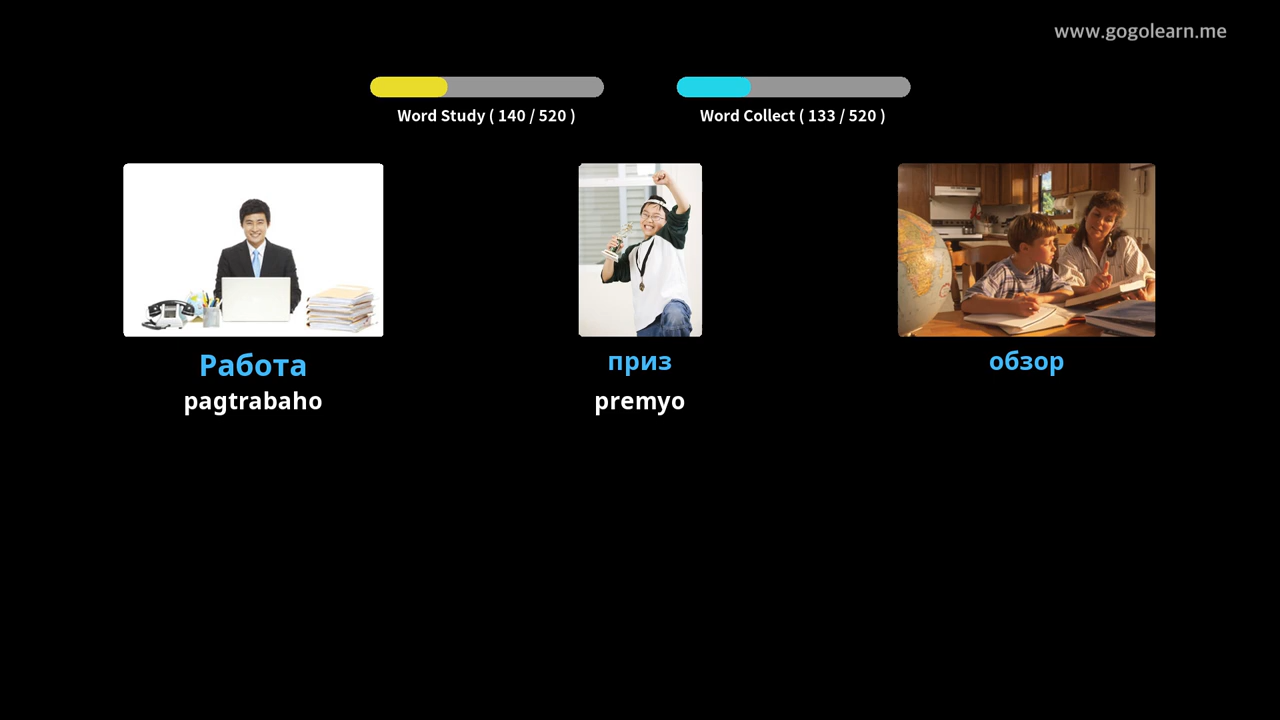 www.gogolearn.me
Word Study ( 140 / 520 )
Word Collect ( 133 / 520 )
Работа
pagtrabaho
приз
premyo
обзор